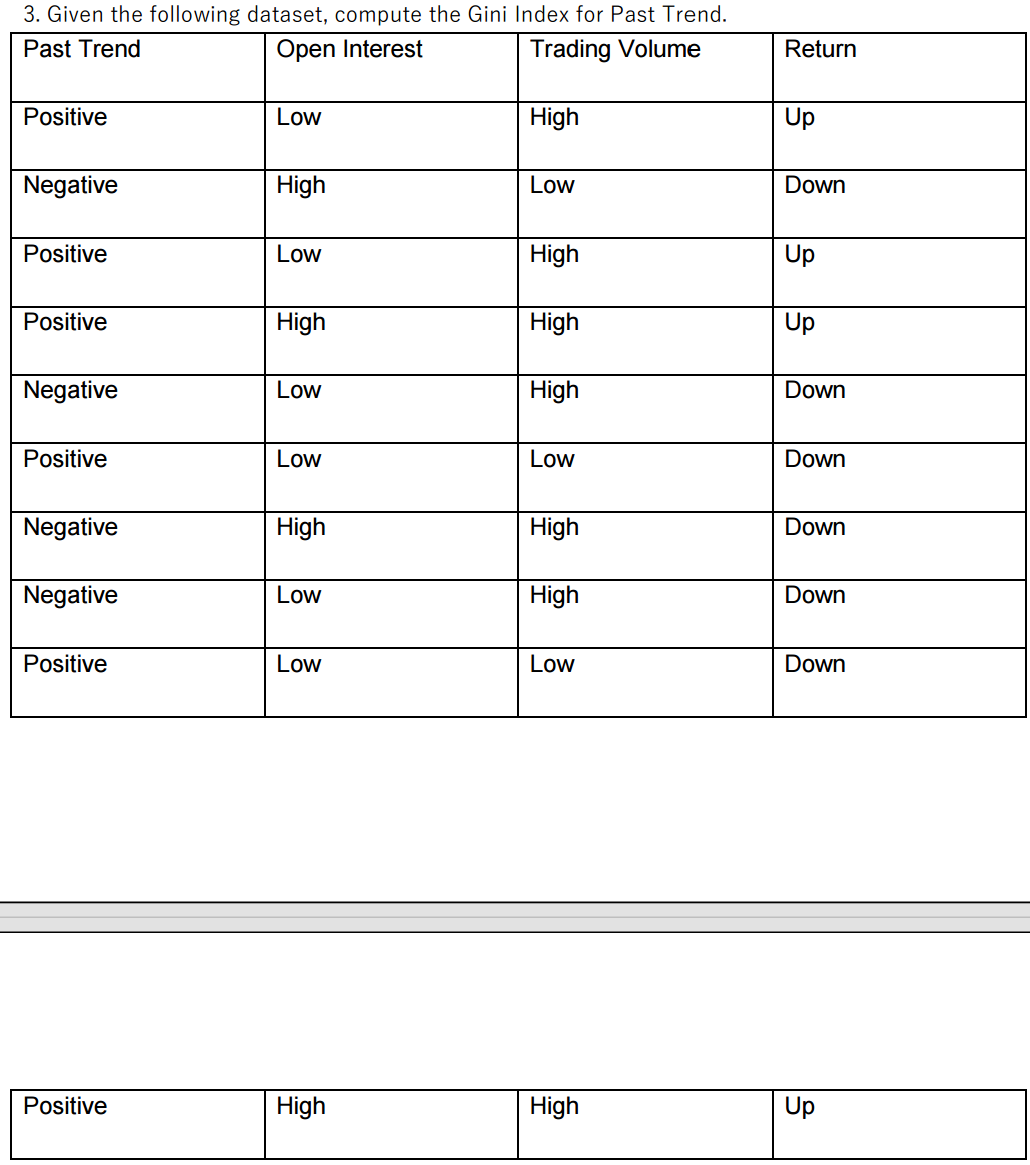 3. Given the following dataset, compute the Gini Index for Past Trend.
Past Trend Open Interest Trading Volume Return
Positive Low High Up
Negative High Low Down
Positive Low High Up
Positive High High Up
Negative Low High Down
Positive Low Low Down
Negative High High Down
Negative Low High Down
Positive Low Low Down
Positive High High Up